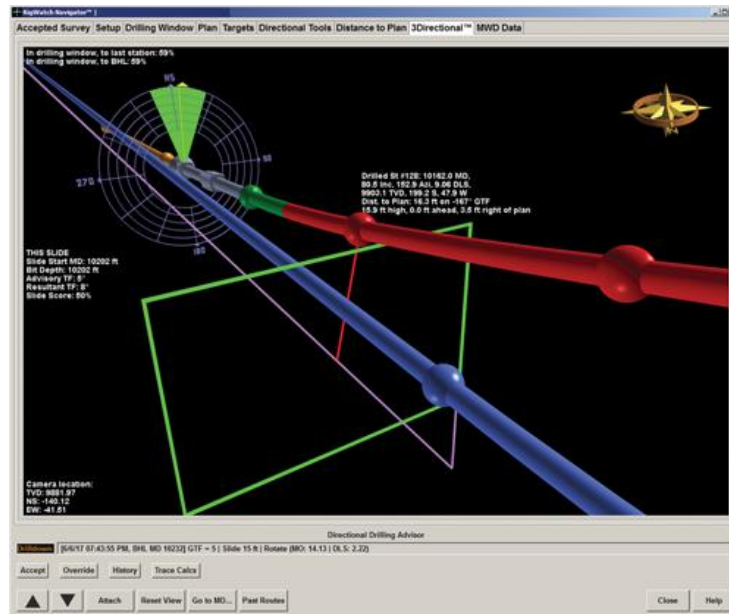 RigWatch Navigator™ |
Accepted Survey Setup Drilling Window Plan Targets Directional Tools Distance to Plan 3Directional™ MWD Data
In drilling window, to last station: 59%
In drilling window, to BHL: 59%
NS
90
270
180
Drilled St #128: 10162.0 MD,
80.5 Inc, 152.9 Azi, 9.06 DLS,
9903.1 TVD, 199.2 S, 47.9 W
Dist. to Plan: 16.3 ft on -167° GTF
15.9 ft high, 0.0 ft ahead, 3.5 ft right of plan
THIS SLIDE
Slide Start MD: 10202 ft
Bit Depth: 10202 ft
Advisory TF: 5°
Resultant TF: 8°
Slide Score: 50%
Camera location:
TVD: 9881.97
NS: -140.12
EW: -41.51
Directional Drilling Advisor
Drilldown [6/6/17 07:43:55 PM, BHL MD 10232] GTF = 5 | Slide 15 ft | Rotate (MO: 14.13 | DLS: 2.22)
Accept Override History Trace Calcs
Attach Reset View Go to MD... Past Routes Close Help